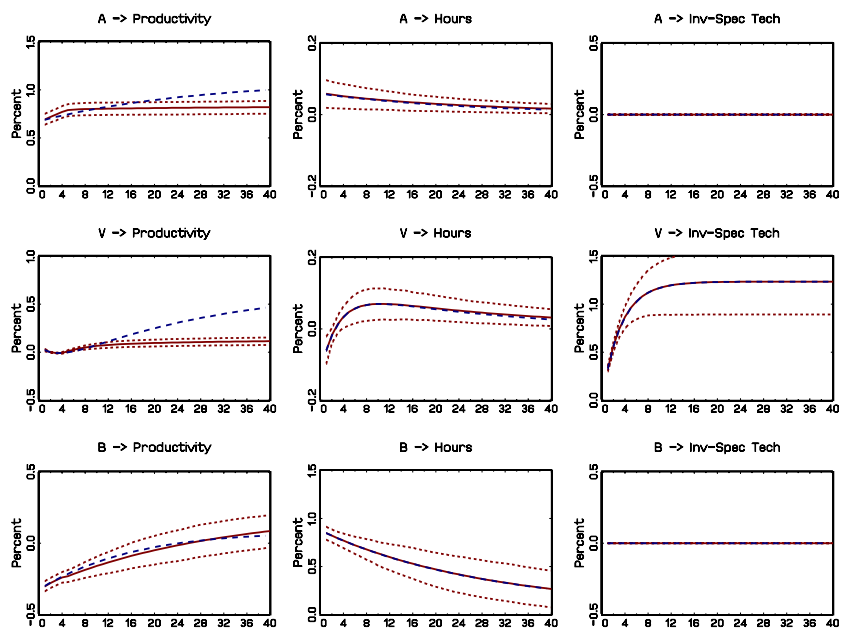 A -> Productivity A -> Hours A -> Inv-Spec Tech
Percent 0.0 0.5 1.0 1.5
Percent -0.2 0.0 0.2
Percent -0.5 0.0 0.5
0 4 8 12 16 20 24 28 32 36 40
0 4 8 12 16 20 24 28 32 36 40
0 4 8 12 16 20 24 28 32 36 40
V -> Productivity V -> Hours V -> Inv-Spec Tech
Percent -0.5 0.0 0.5 1.0
Percent -0.2 0.0 0.2
Percent 0.0 0.5 1.0 1.5
0 4 8 12 16 20 24 28 32 36 40
0 4 8 12 16 20 24 28 32 36 40
0 4 8 12 16 20 24 28 32 36 40
B -> Productivity B -> Hours B -> Inv-Spec Tech
Percent -0.5 0.0 0.5
Percent 0.0 0.5 1.0 1.5
Percent -0.5 0.0 0.5
0 4 8 12 16 20 24 28 32 36 40
0 4 8 12 16 20 24 28 32 36 40
0 4 8 12 16 20 24 28 32 36 40